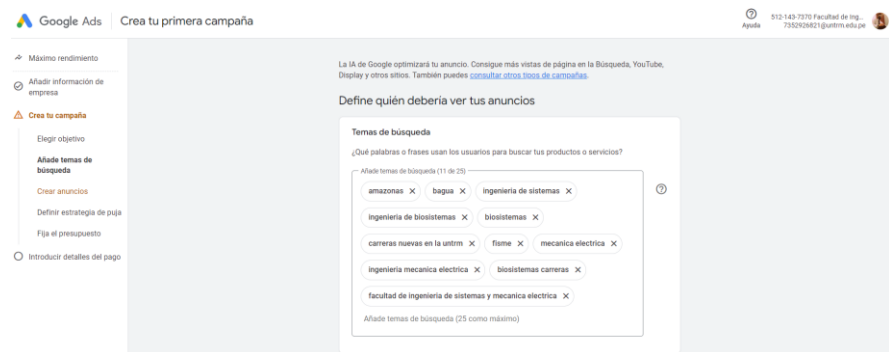 Google Ads | Crea tu primera campaña
Ayuda
512-143-7370 Facultad de Ing...
7352926821@untrm.edu.pe
Máximo rendimiento
Añadir información de
empresa
Crea tu campaña
Elegir objetivo
Añade temas de
búsqueda
Crear anuncios
Definir estrategia de puja
Fija el presupuesto
Introducir detalles del pago
La IA de Google optimizará tu anuncio. Consigue más vistas de página en la Búsqueda, YouTube,
Display y otros sitios. También puedes consultar otros tipos de campañas.
Define quién debería ver tus anuncios
Temas de búsqueda
¿Qué palabras o frases usan los usuarios para buscar tus productos o servicios?
Añade temas de búsqueda (11 de 25)
amazonas X bagua X ingenieria de sistemas X
ingenieria de biosistemas X biosistemas X
carreras nuevas en la untrm X fisme X mecanica electrica X
ingenieria mecanica electrica X biosistemas carreras X
facultad de ingenieria de sistemas y mecanica electrica X
Añade temas de búsqueda (25 como máximo)